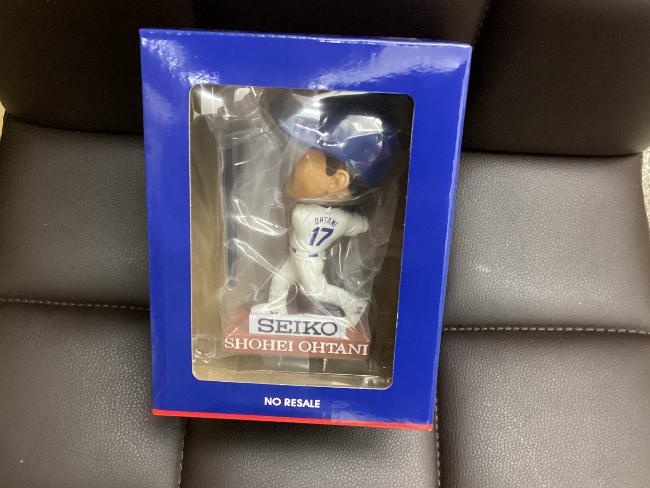 OHTANI
17
SEIKO
SHOHEI OHTANI
NO RESALE